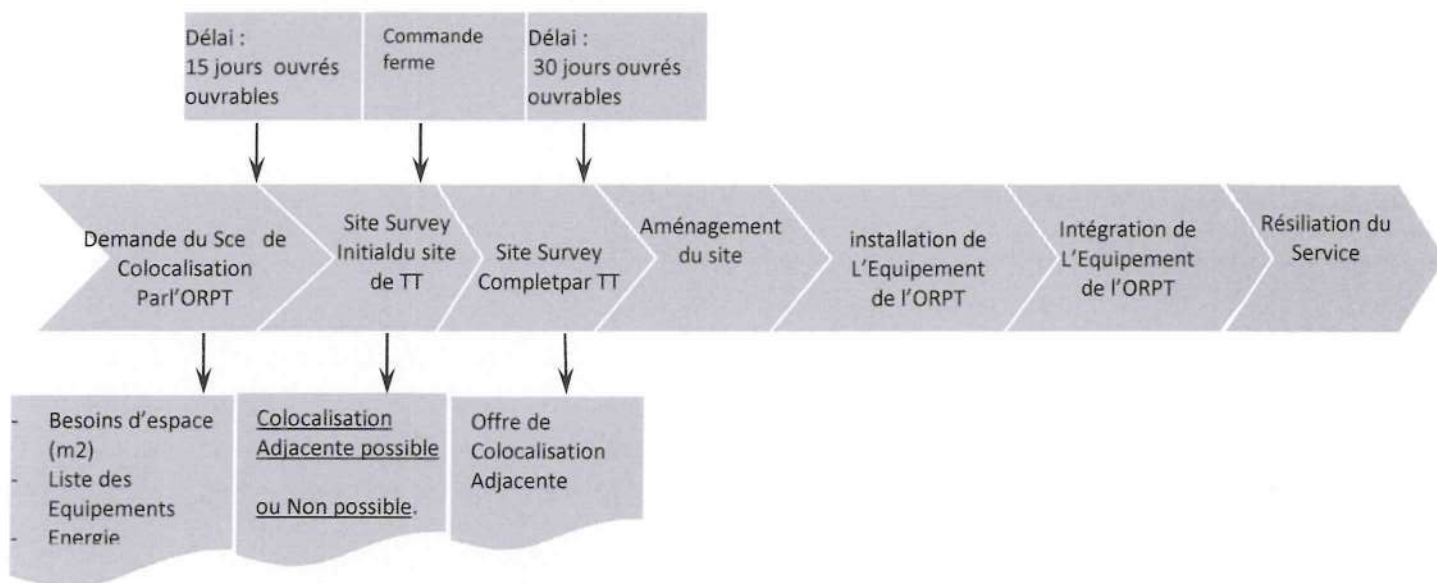 Délai :
15 jours ouvrés
ouvrables
Commande
ferme
Délai :
30 jours ouvrés
ouvrables
Demande du Sce de
Colocalisation
Parl'ORPT
Site Survey
Initialdu site
de TT
Site Survey
Completpar TT
Aménagement
du site
installation de
L'Equipement
de l'ORPT
Intégration de
L'Equipement
de l'ORPT
Résiliation du
Service
- Besoins d'espace
(m2)
- Liste des
Equipements
- Energie
Colocalisation
Adjacente possible
ou Non possible.
Offre de
Colocalisation
Adjacente